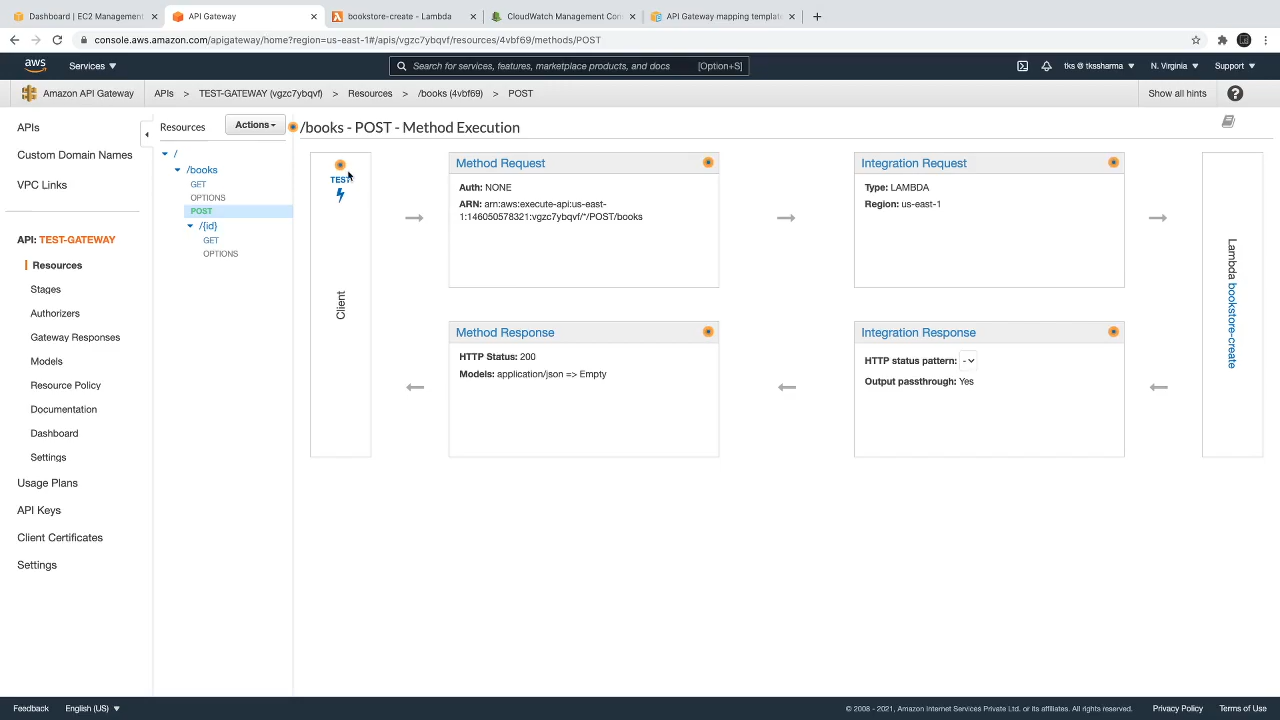 Dashboard | EC2 Management
API Gateway
bookstore-create - Lambda
CloudWatch Management Con
API Gateway mapping templat
console.aws.amazon.com/apigateway/home?region=us-east-1#/apis/vgzc7ybqvf/resources/4vbf69/methods/POST
aws
Services
Search for services, features, marketplace products, and docs
[Option+S]
tks @ tkssharma
N. Virginia
Support
Amazon API Gateway
APIs > TEST-GATEWAY (vgzc7ybqvf) > Resources > /books (4vbf69) > POST
Show all hints
APIs
Custom Domain Names
VPC Links
API: TEST-GATEWAY
Resources
Stages
Authorizers
Gateway Responses
Models
Resource Policy
Documentation
Dashboard
Settings
Usage Plans
API Keys
Client Certificates
Settings
Resources
Actions
/
/books
GET
OPTIONS
POST
/{id}
GET
OPTIONS
/books - POST - Method Execution
TEST
Client
Method Request
Auth: NONE
ARN: arn:aws:execute-api:us-east-
1:146050578321:vgzc7ybqvf/*/POST/books
Integration Request
Type: LAMBDA
Region: us-east-1
Lambda bookstore-create
Method Response
HTTP Status: 200
Models: application/json => Empty
Integration Response
HTTP status pattern: -
Output passthrough: Yes
Feedback
English (US)
© 2008 - 2021, Amazon Internet Services Private Ltd. or its affiliates. All rights reserved.
Privacy Policy
Terms of Use